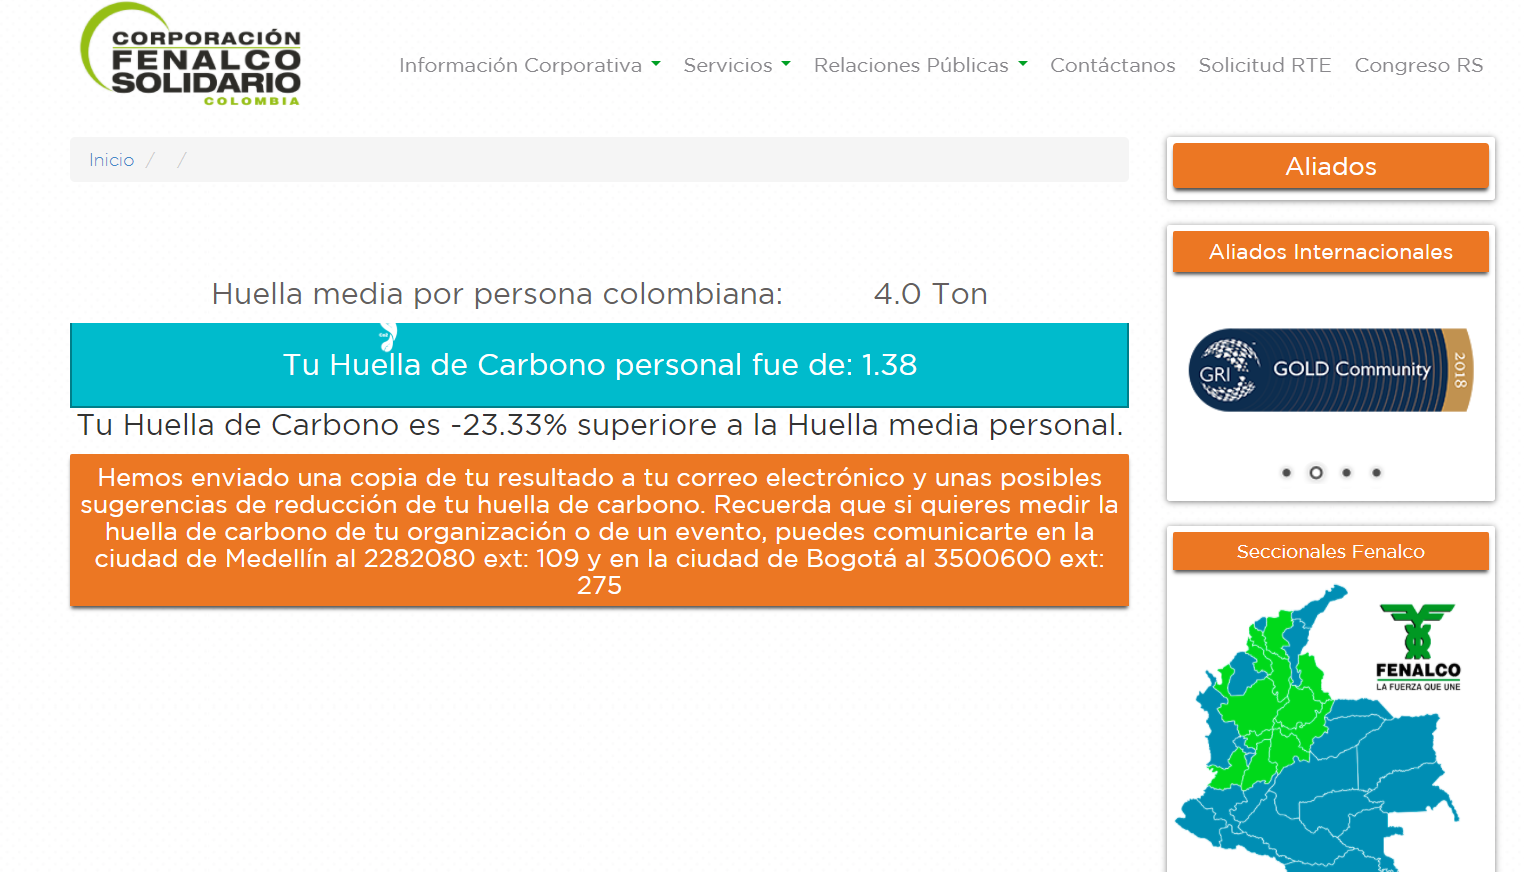 CORPORACIÓN
FENALCO
SOLIDARIO
COLOMBIA
Información Corporativa Servicios Relaciones Públicas Contáctanos Solicitud RTE Congreso RS
Inicio / /
Huella media por persona colombiana: 4.0 Ton
Tu Huella de Carbono personal fue de: 1.38
Tu Huella de Carbono es -23.33% superiore a la Huella media personal.
Hemos enviado una copia de tu resultado a tu correo electrónico y unas posibles
sugerencias de reducción de tu huella de carbono. Recuerda que si quieres medir la
huella de carbono de tu organización o de un evento, puedes comunicarte en la
ciudad de Medellín al 2282080 ext: 109 y en la ciudad de Bogotá al 3500600 ext:
275
Aliados
Aliados Internacionales
GRI GOLD Community 2018
Seccionales Fenalco
FENALCO
LA FUERZA QUE UNE